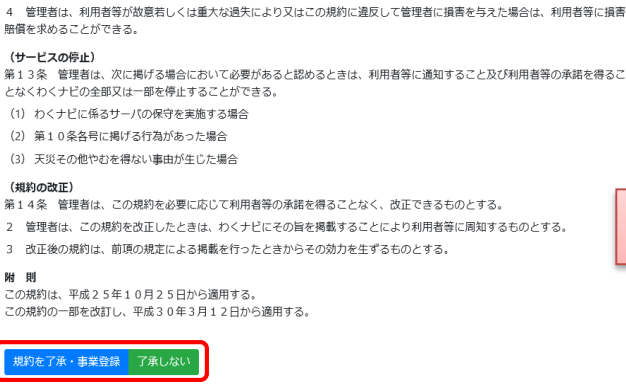 ４　管理者は、利用者等が故意若しくは重大な過失により又はこの規約に違反して管理者に損害を与えた場合は、利用者等に損害
賠償を求めることができる。
（サービスの停止）
第１３条　管理者は、次に掲げる場合において必要があると認めるときは、利用者等に通知すること及び利用者等の承諾を得るこ
となくわくナビの全部又は一部を停止することができる。
（1） わくナビに係るサーバの保守を実施する場合
（2） 第１０条各号に掲げる行為があった場合
（3） 天災その他やむを得ない事由が生じた場合
（規約の改正）
第１４条　管理者は、この規約を必要に応じて利用者等の承諾を得ることなく、改正できるものとする。
２　管理者は、この規約を改正したときは、わくナビにその旨を掲載することにより利用者等に周知するものとする。
３　改正後の規約は、前項の規定による掲載を行ったときからその効力を生ずるものとする。
附　則
この規約は、平成２５年１０月２５日から適用する。
この規約の一部を改訂し、平成３０年３月１２日から適用する。
規約を了承・事業登録 了承しない